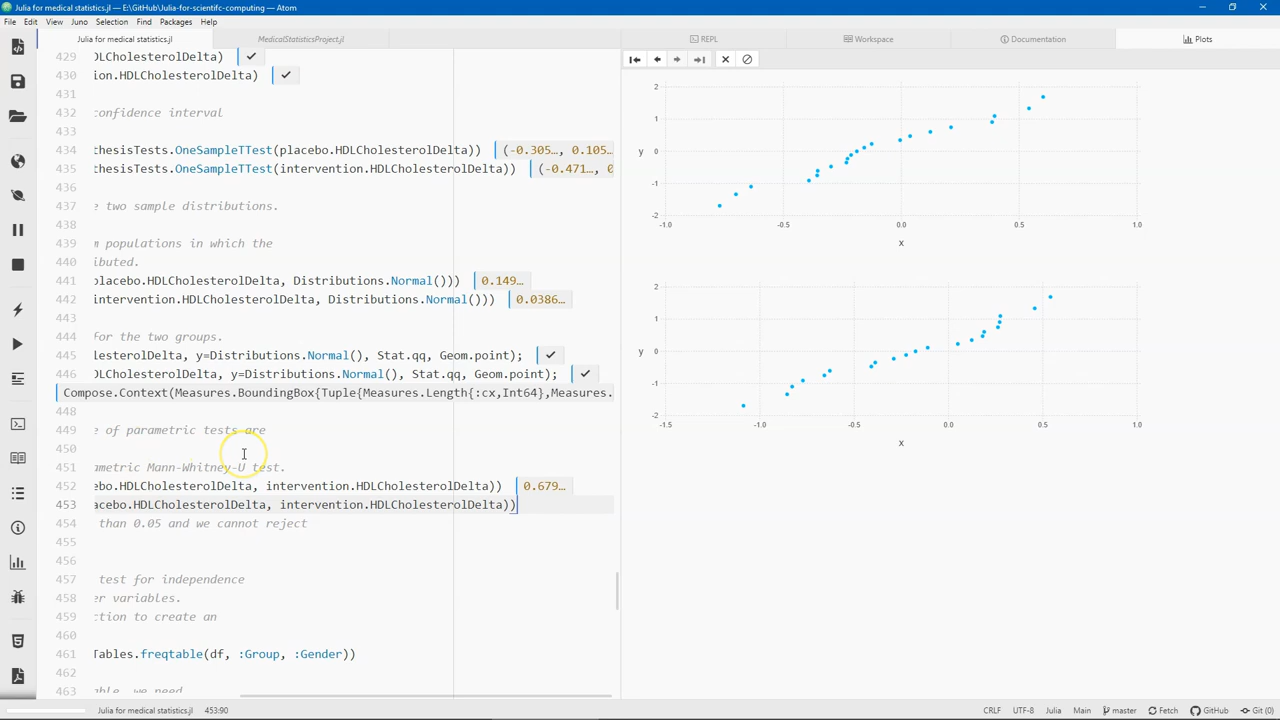 Julia for medical statistics.jl — E:\GitHub\Julia-for-scientifc-computing — Atom
File Edit View Juno Selection Find Packages Help
Julia for medical statistics.jl
MedicalStatisticsProject.jl
REPL
Workspace
Documentation
Plots
429 ɔLCholesterolDelta) ✓
430 ion.HDLCholesterolDelta) ✓
431
432 confidence interval
433
434 thesisTests.OneSampleTTest(placebo.HDLCholesterolDelta)) (-0.305…, 0.105…
435 thesisTests.OneSampleTTest(intervention.HDLCholesterolDelta)) (-0.471…, 0
436
437 e two sample distributions.
438
439 m populations in which the
440 ibuted.
441 placebo.HDLCholesterolDelta, Distributions.Normal())) 0.149…
442 intervention.HDLCholesterolDelta, Distributions.Normal())) 0.0386…
443
444 for the two groups.
445 lesterolDelta, y=Distributions.Normal(), Stat.qq, Geom.point); ✓
446 DLCholesterolDelta, y=Distributions.Normal(), Stat.qq, Geom.point); ✓
Compose.Context(Measures.BoundingBox{Tuple{Measures.Length{:cx,Int64},Measures.
448
449 e of parametric tests are
450
451 ametric Mann-Whitney-U test.
452 ebo.HDLCholesterolDelta, intervention.HDLCholesterolDelta)) 0.679…
453 acebo.HDLCholesterolDelta, intervention.HDLCholesterolDelta))
454 than 0.05 and we cannot reject
455
456
457 test for independence
458 er variables.
459 ction to create an
460
461 Tables.freqtable(df, :Group, :Gender))
462
463 able, we need
2
1
y 0
-1
-2
-1.0 -0.5 0.0 0.5 1.0
x
2
1
y 0
-1
-2
-1.0 -0.5 0.0 0.5 1.0
x
Julia for medical statistics.jl 453:90
CRLF UTF-8 Julia Main master Fetch GitHub Git (0)